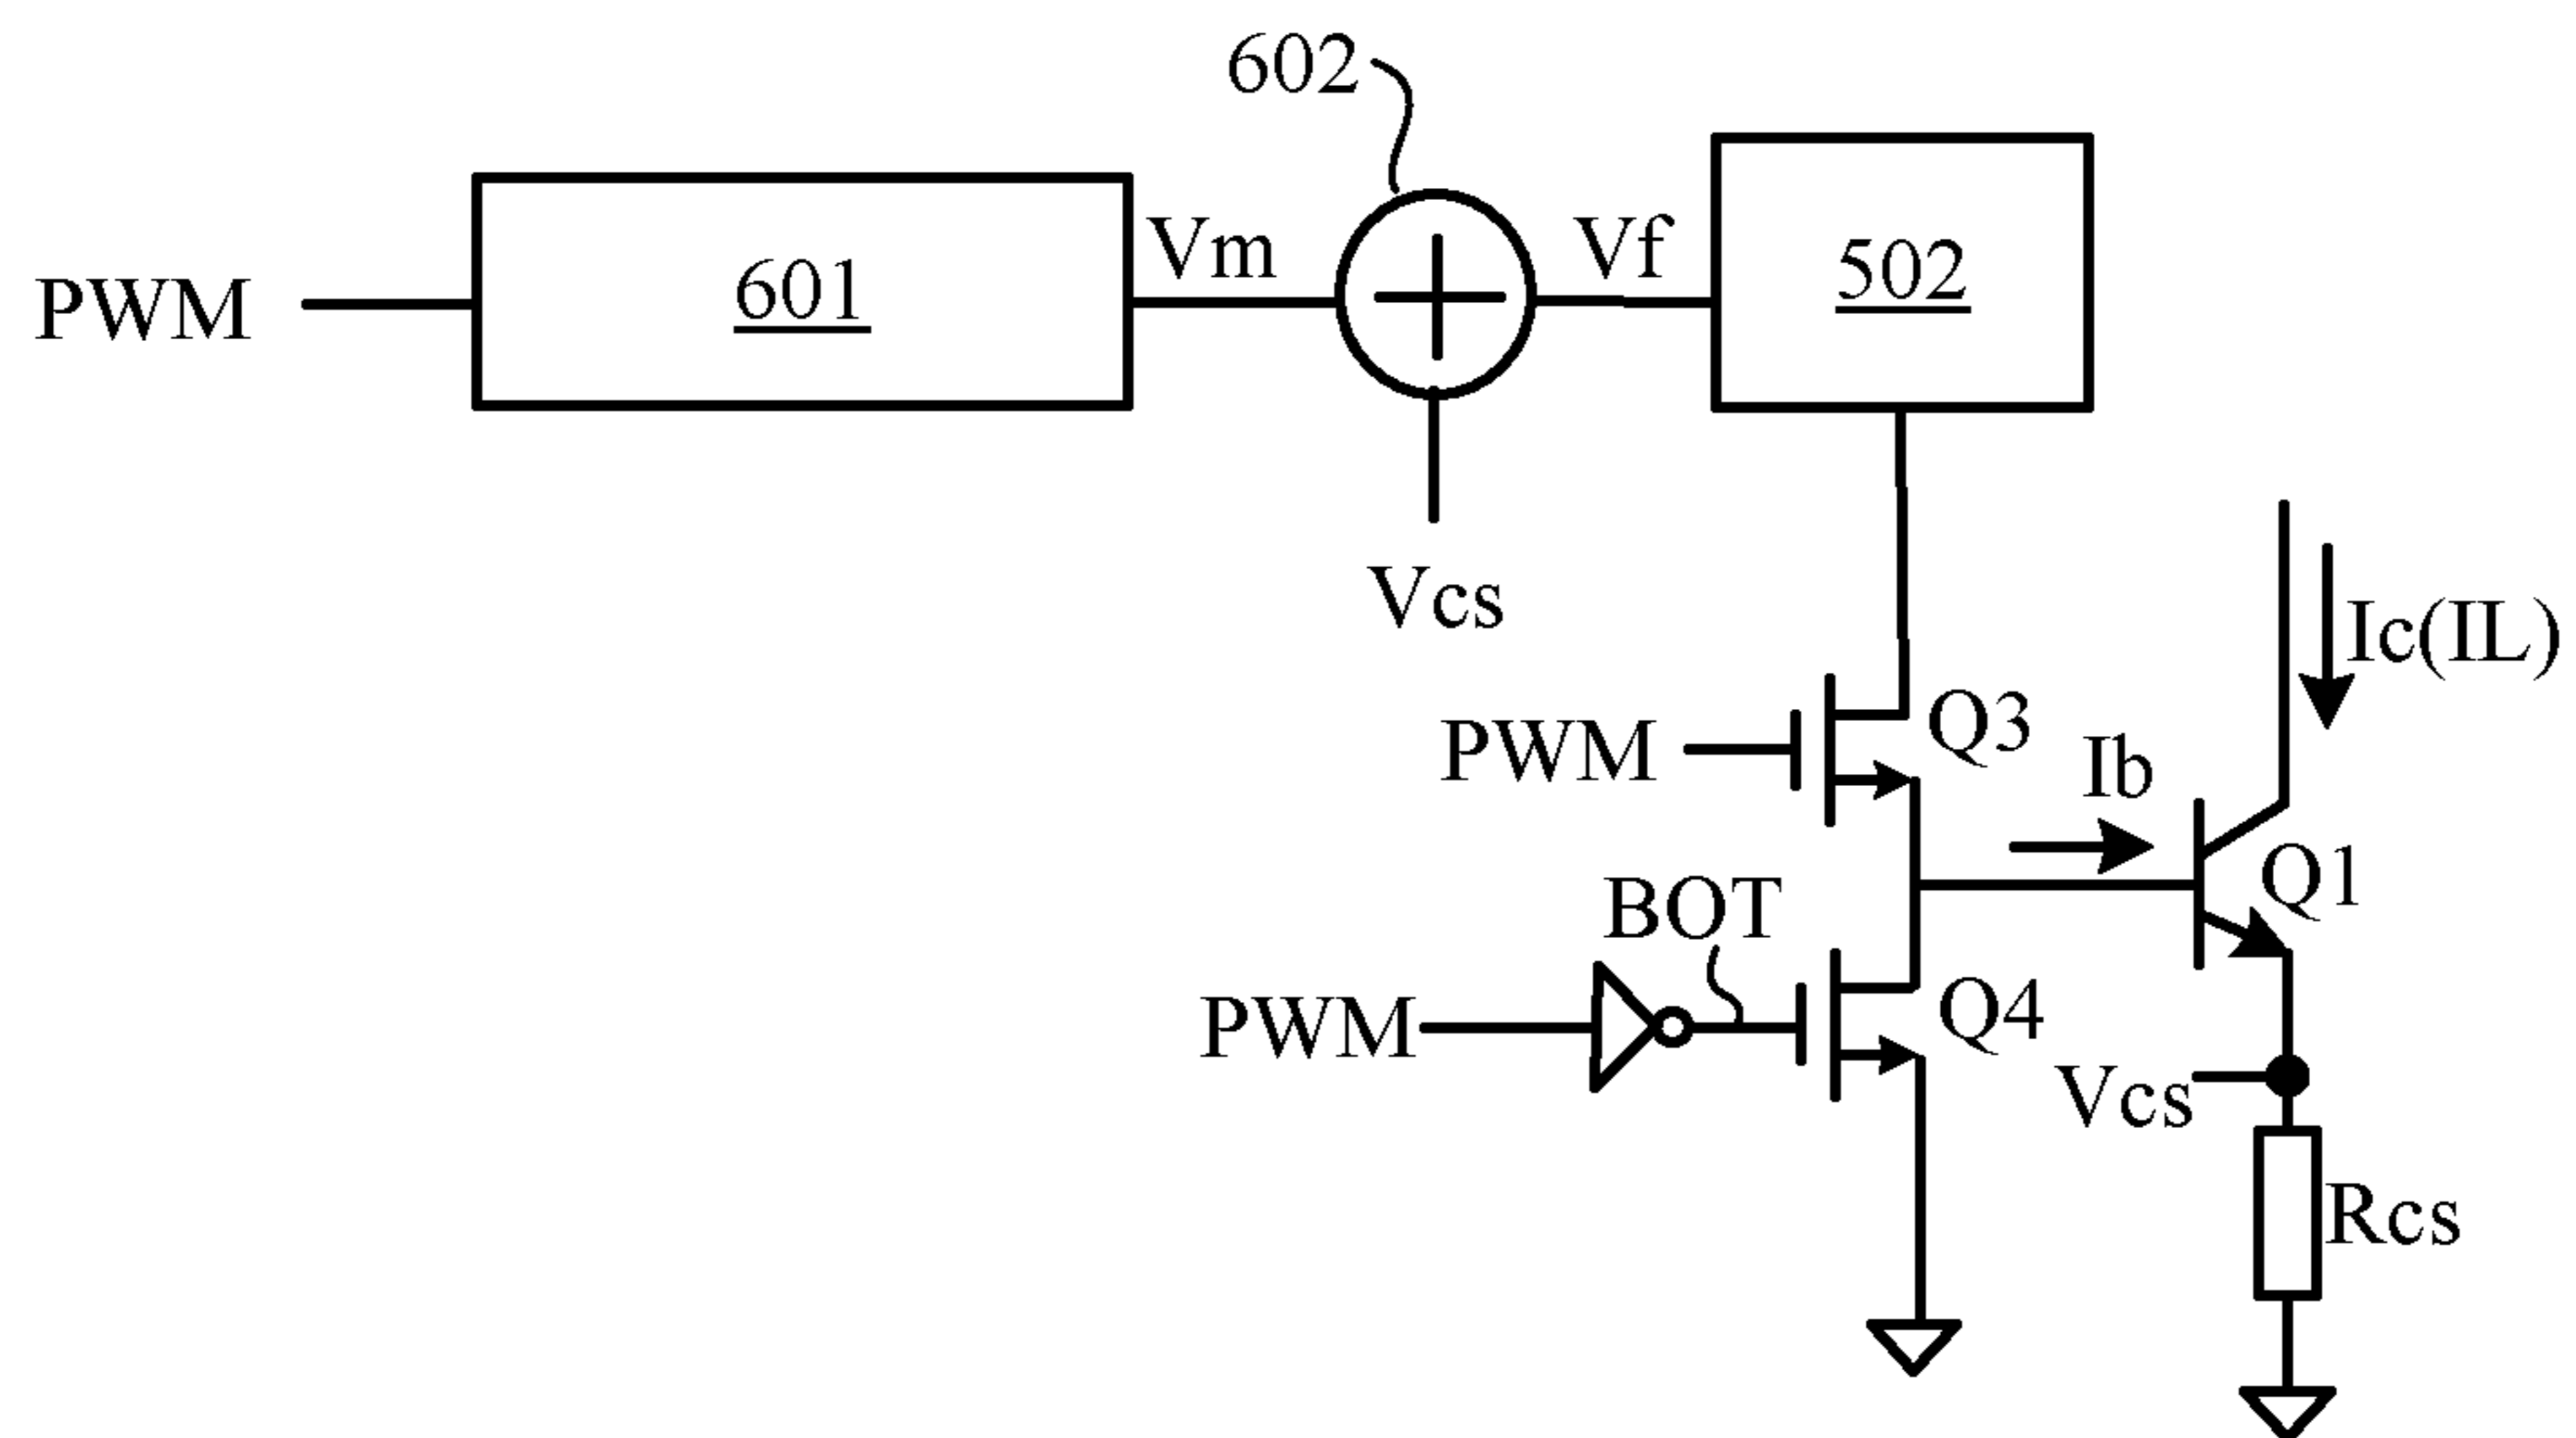 602
PWM
601
Vm
Vf
502
Vcs
Ic(IL)
PWM
Q3
Ib
BOT
Q1
PWM
Q4
Vcs
Rcs